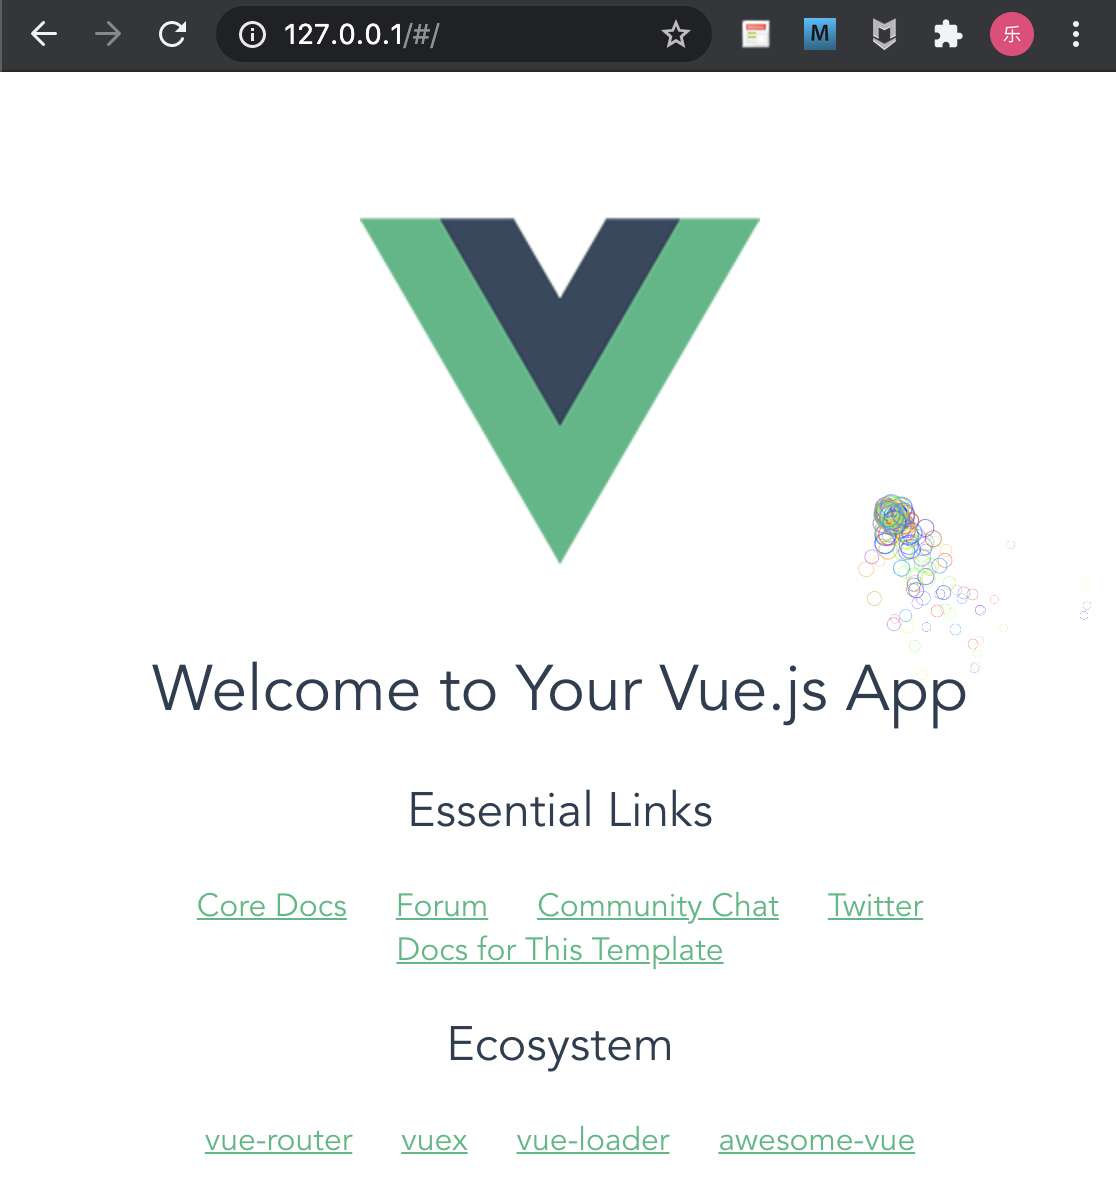 127.0.0.1/#/
M
乐
Welcome to Your Vue.js App
Essential Links
Core Docs Forum Community Chat Twitter
Docs for This Template
Ecosystem
vue-router vuex vue-loader awesome-vue